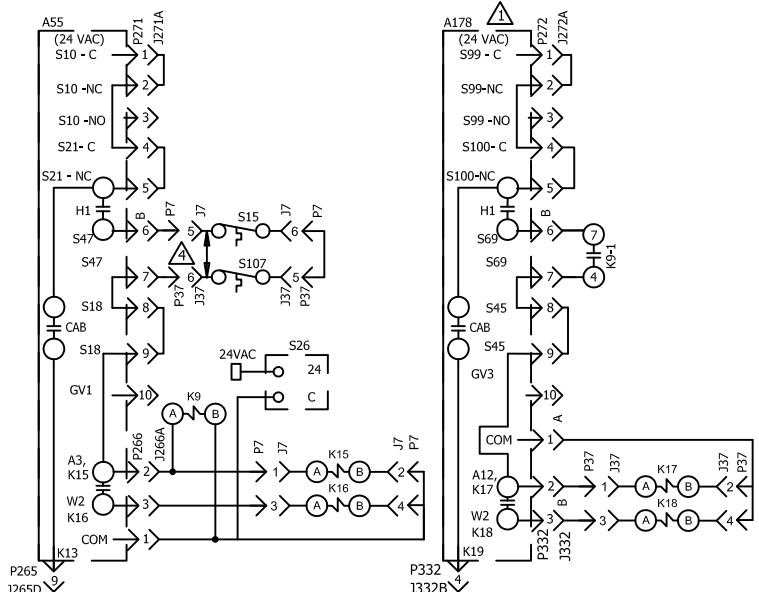 A55
(24 VAC)
P271
J271A
S10 - C
1
S10 -NC
2
S10 -NO
3
S21- C
4
S21 - NC
5
H1
B
P7
J7
S15
J7
P7
S47
6
5
6
4
S107
S47
7
P37
6
J37
J37
5
P37
S18
8
CAB
S18
9
24VAC
S26
24
GV1
10
C
K9
A
B
P266
J266A
A3,
K15
2
P7
1
J7
K15
A
B
J7
2
P7
W2
K16
3
3
K16
A
B
4
COM
1
K13
P265
J265D
9
1
A178
(24 VAC)
P272
J272A
S99 - C
1
S99-NC
2
S99 -NO
3
S100- C
4
S100-NC
5
H1
B
S69
6
7
K9-1
S69
7
4
S45
8
CAB
S45
9
GV3
10
A
COM
1
A12,
K17
2
P37
1
J37
K17
A
B
J37
2
P37
B
W2
K18
3
3
K18
A
B
4
P332
J332
K19
P332
J332B
4